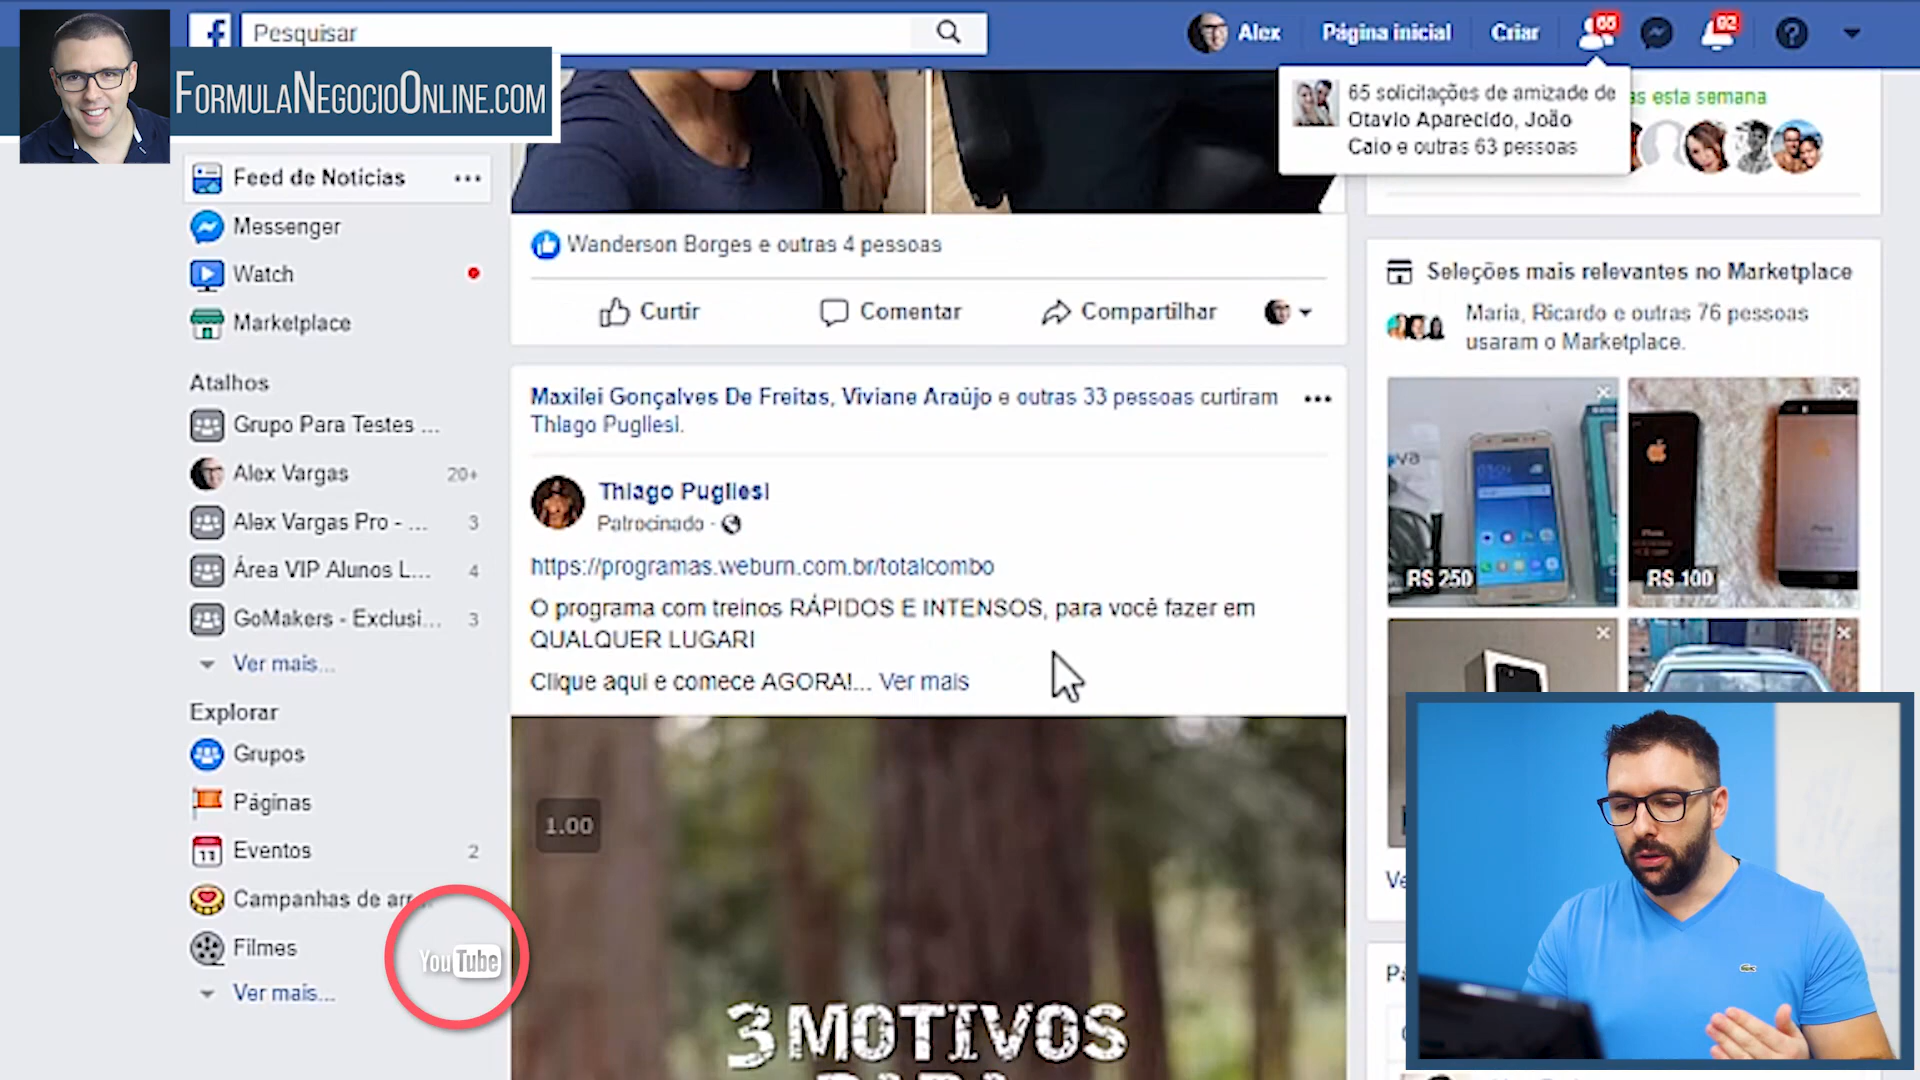 Pesquisar
Alex
Página inicial
Criar
92
FormulaNegocioOnline.com
65 solicitações de amizade de
Otavio Aparecido, João
Caio e outras 63 pessoas
as esta semana
Feed de Notícias
Messenger
Watch
Marketplace
Atalhos
Grupo Para Testes ...
Alex Vargas 20+
Alex Vargas Pro - ... 3
Área VIP Alunos L... 4
GoMakers - Exclusi... 3
Ver mais...
Explorar
Grupos
Páginas
11
Eventos 2
Campanhas de arr
Filmes
Ver mais...
YouTube
Wanderson Borges e outras 4 pessoas
Curtir
Comentar
Compartilhar
Maxilei Gonçalves De Freitas, Viviane Araújo e outras 33 pessoas curtiram
Thiago Pugliesi.
Thiago Pugliesi
Patrocinado ·
https://programas.weburn.com.br/totalcombo
O programa com treinos RÁPIDOS E INTENSOS, para você fazer em
QUALQUER LUGAR!
Clique aqui e comece AGORA!... Ver mais
1.00
3 MOTIVOS
Seleções mais relevantes no Marketplace
Maria, Ricardo e outras 76 pessoas
usaram o Marketplace.
R$ 250
R$ 100
Ve